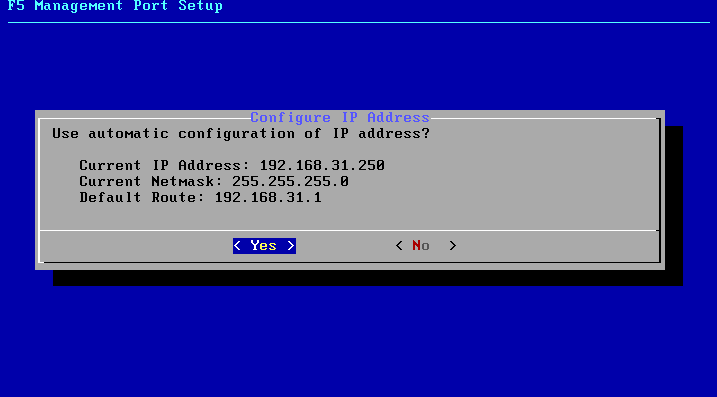 F5 Management Port Setup
Configure IP Address
Use automatic configuration of IP address?
Current IP Address: 192.168.31.250
Current Netmask: 255.255.255.0
Default Route: 192.168.31.1
< Yes > < No >